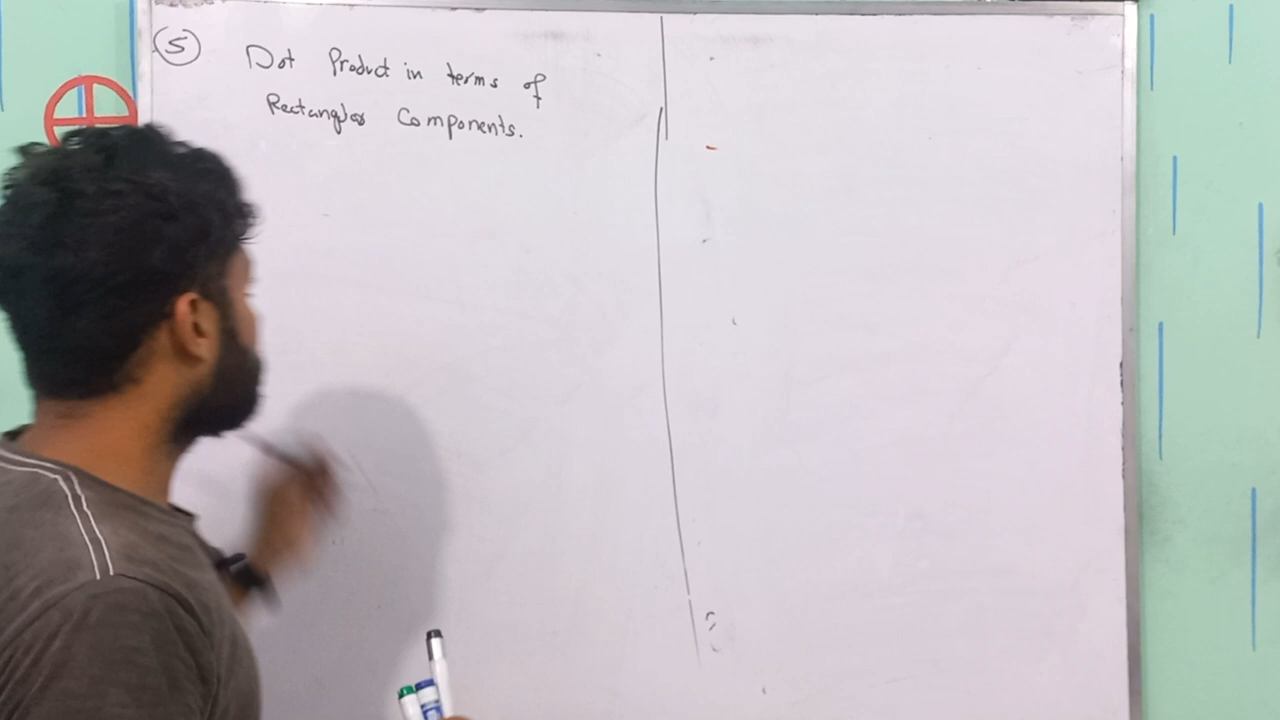 (5) Dot Product in terms of
Rectangular Components.